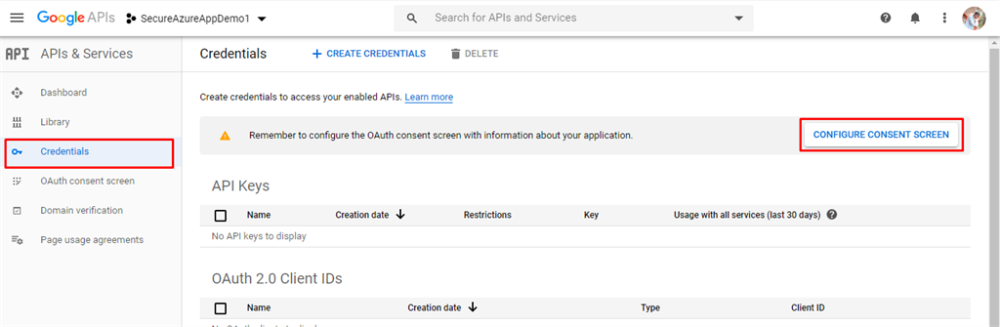 Google APIs SecureAzureAppDemo1 Search for APIs and Services
API APIs & Services Credentials + CREATE CREDENTIALS DELETE
Dashboard
Library
Credentials
OAuth consent screen
Domain verification
Page usage agreements
Create credentials to access your enabled APIs. Learn more
Remember to configure the OAuth consent screen with information about your application. CONFIGURE CONSENT SCREEN
API Keys
Name Creation date Restrictions Key Usage with all services (last 30 days)
No API keys to display
OAuth 2.0 Client IDs
Name Creation date Type Client ID